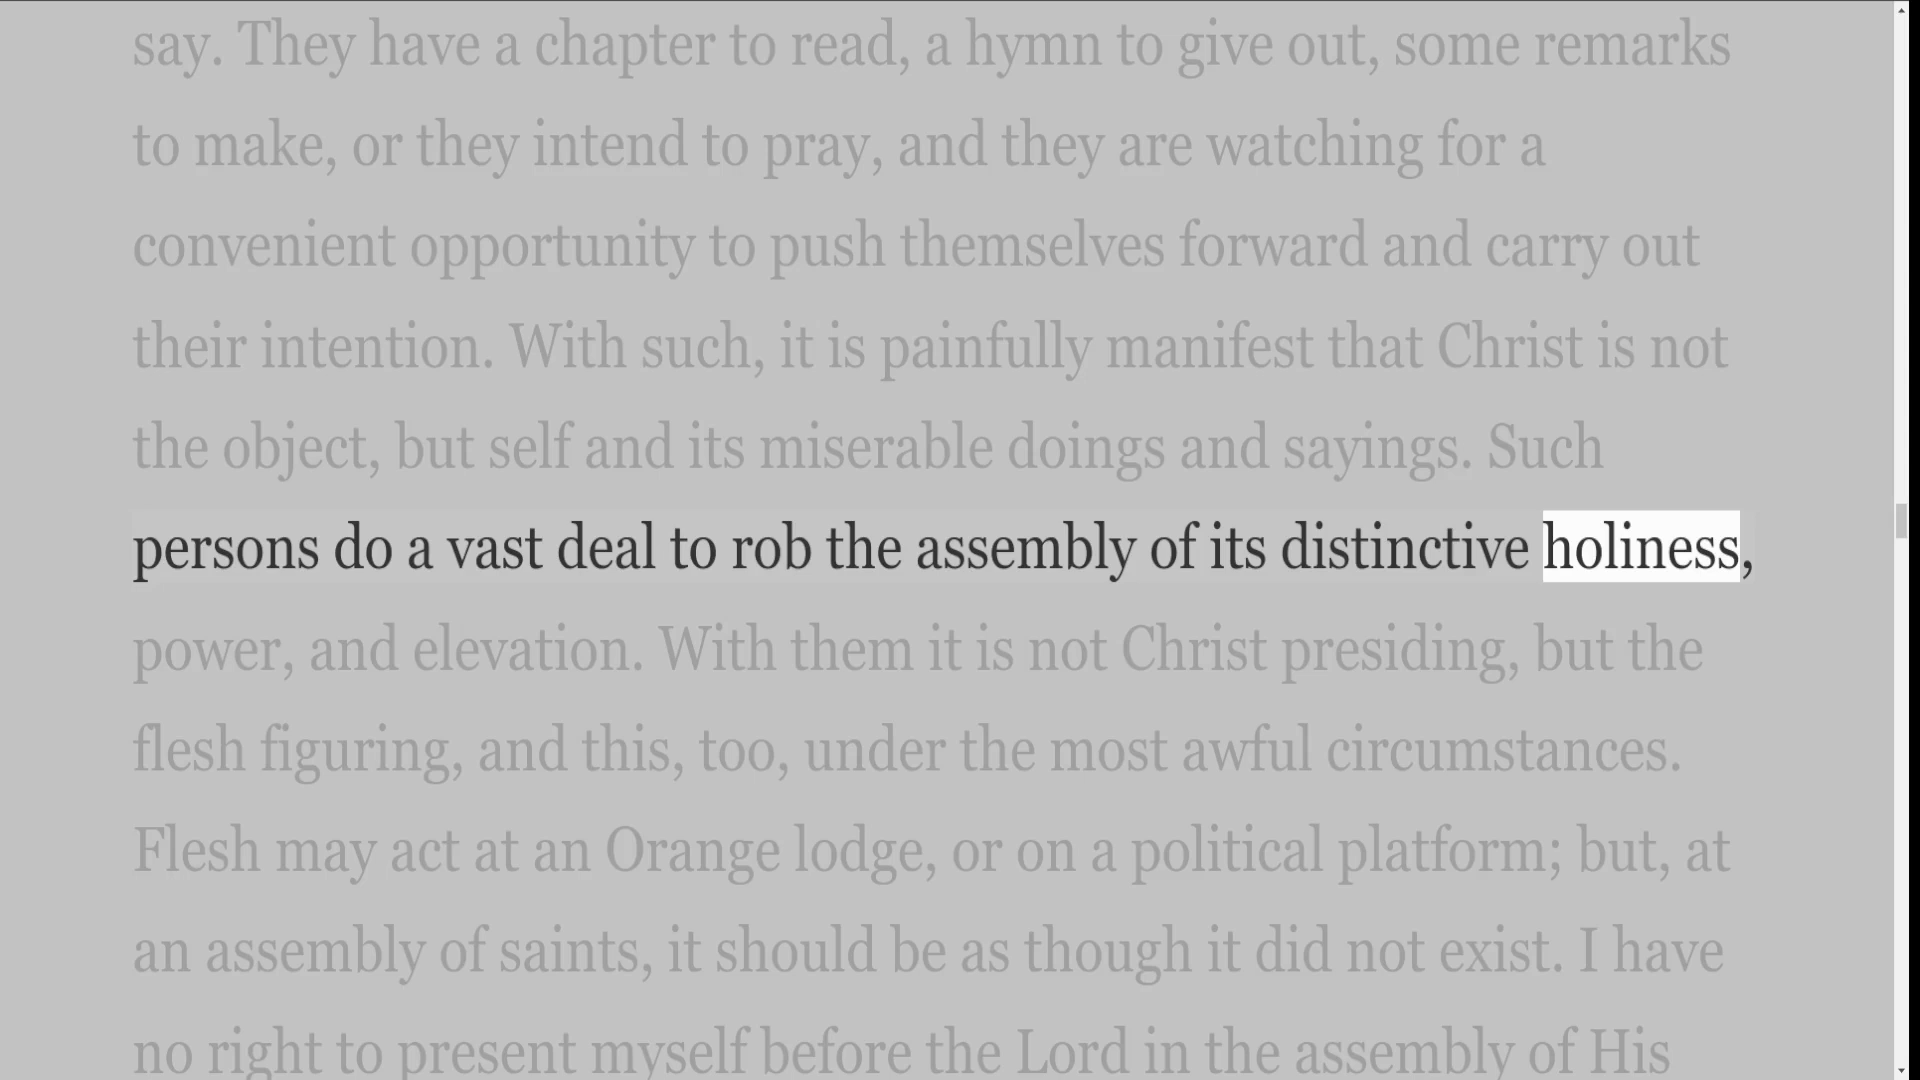 say. They have a chapter to read, a hymn to give out, some remarks
to make, or they intend to pray, and they are watching for a
convenient opportunity to push themselves forward and carry out
their intention. With such, it is painfully manifest that Christ is not
the object, but self and its miserable doings and sayings. Such
persons do a vast deal to rob the assembly of its distinctive holiness,
power, and elevation. With them it is not Christ presiding, but the
flesh figuring, and this, too, under the most awful circumstances.
Flesh may act at an Orange lodge, or on a political platform; but, at
an assembly of saints, it should be as though it did not exist. I have
no right to present myself before the Lord in the assembly of His